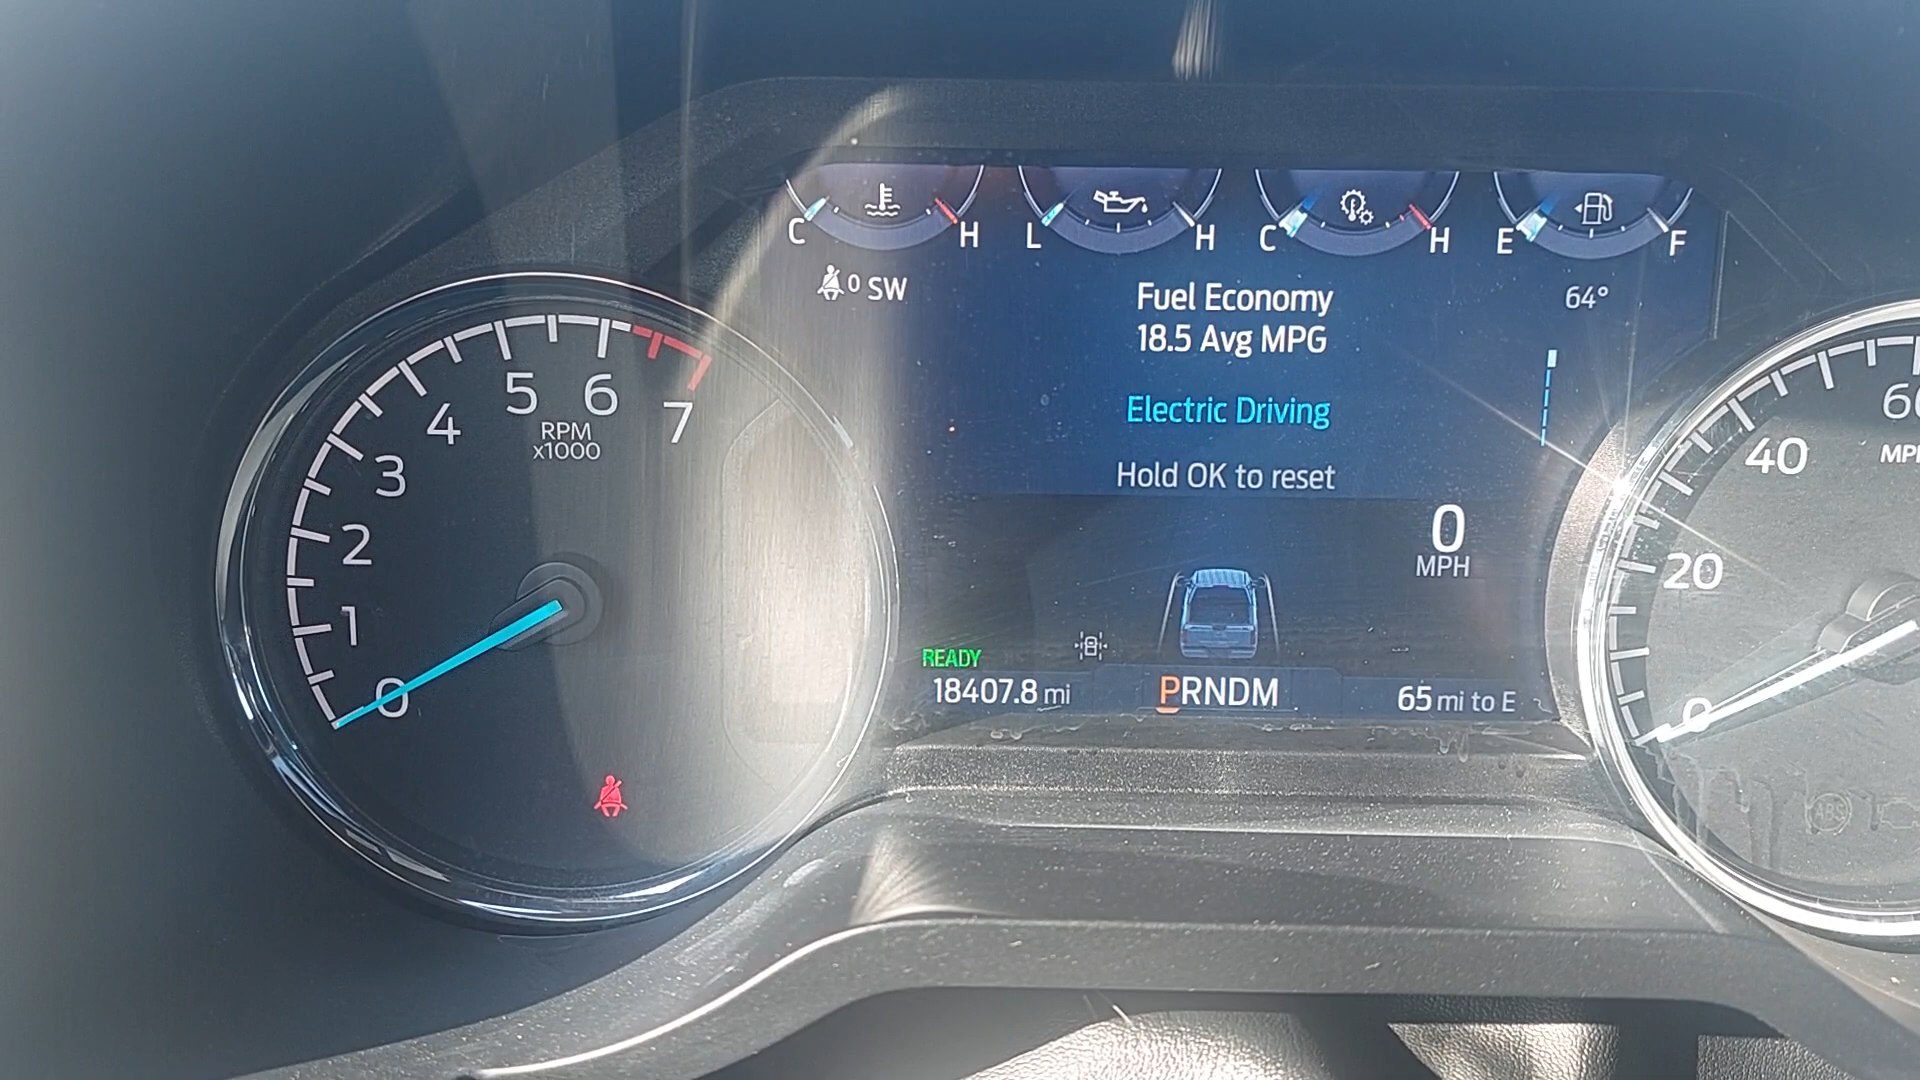 C H L H C H E F
0 SW
64°
Fuel Economy
18.5 Avg MPG
Electric Driving
Hold OK to reset
0
MPH
READY
18407.8 mi
PRNDM
65 mi to E
0 1 2 3 4 5 6 7
RPM
x1000
0 20 40
ABS